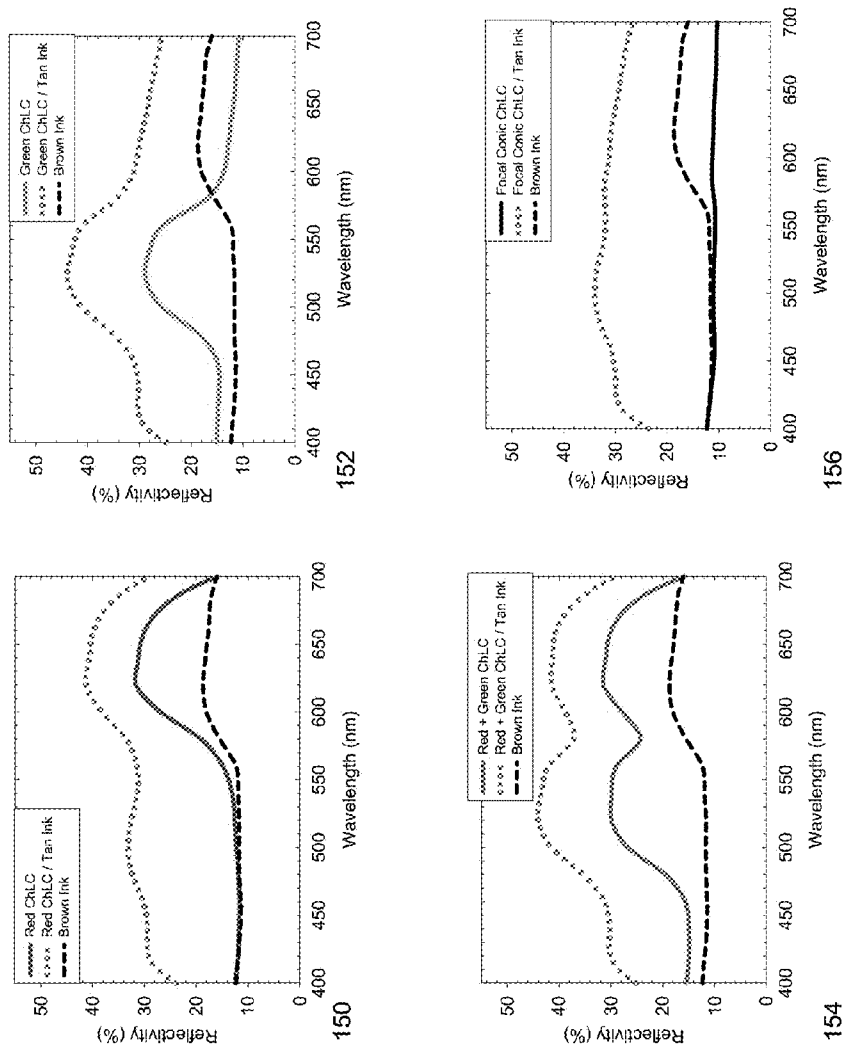 Red ChLC
Red ChLC / Tan Ink
Brown Ink
Reflectivity (%)
50
40
30
20
10
0
400
450
500
550
600
650
700
Wavelength (nm)
150
Green ChLC
Green ChLC / Tan Ink
Brown Ink
Reflectivity (%)
50
40
30
20
10
0
400
450
500
550
600
650
700
Wavelength (nm)
152
Red + Green ChLC
Red + Green ChLC / Tan Ink
Brown Ink
Reflectivity (%)
50
40
30
20
10
0
400
450
500
550
600
650
700
Wavelength (nm)
154
Focal Conic ChLC
Focal Conic ChLC / Tan Ink
Brown Ink
Reflectivity (%)
50
40
30
20
10
0
400
450
500
550
600
650
700
Wavelength (nm)
156